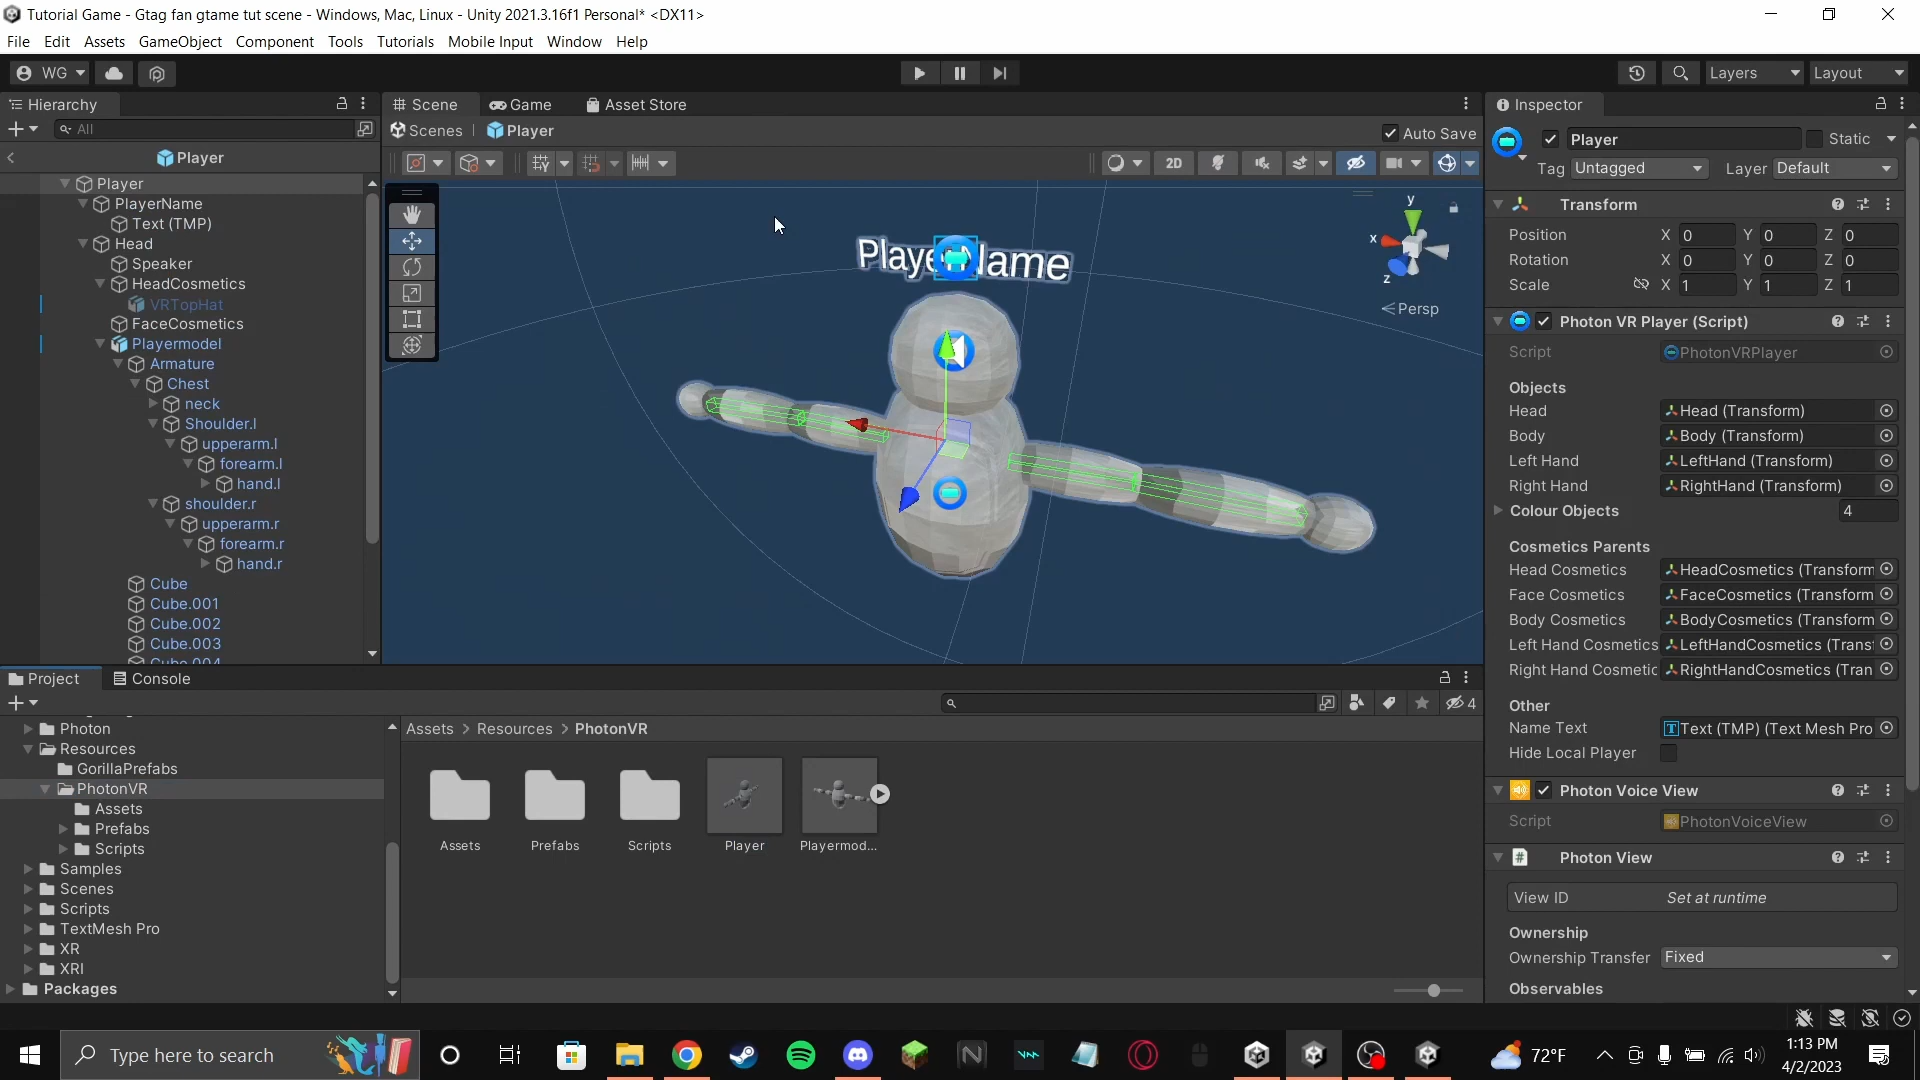 Tutorial Game - Gtag fan gtame tut scene - Windows, Mac, Linux - Unity 2021.3.16f1 Personal* <DX11>
File Edit Assets GameObject Component Tools Tutorials Mobile Input Window Help
WG Layers Layout
Hierarchy
All
Player
Player
PlayerName
Text (TMP)
Head
Speaker
HeadCosmetics
VRTopHat
FaceCosmetics
Playermodel
Armature
Chest
neck
Shoulder.l
upperarm.l
forearm.l
hand.l
shoulder.r
upperarm.r
forearm.r
hand.r
Cube
Cube.001
Cube.002
Cube.003
Cube.004
Scene Game Asset Store
Scenes Player Auto Save
2D
y
x
z
Persp
Inspector
Player Static
Tag Untagged Layer Default
Transform
Position X 0 Y 0 Z 0
Rotation X 0 Y 0 Z 0
Scale X 1 Y 1 Z 1
Photon VR Player (Script)
Script PhotonVRPlayer
Objects
Head Head (Transform)
Body Body (Transform)
Left Hand LeftHand (Transform)
Right Hand RightHand (Transform)
Colour Objects 4
Cosmetics Parents
Head Cosmetics HeadCosmetics (Transform
Face Cosmetics FaceCosmetics (Transform
Body Cosmetics BodyCosmetics (Transform
Left Hand Cosmetics LeftHandCosmetics (Trans
Right Hand Cosmetic RightHandCosmetics (Tran
Other
Name Text Text (TMP) (Text Mesh Pro
Hide Local Player
Photon Voice View
Script PhotonVoiceView
Photon View
View ID Set at runtime
Ownership
Ownership Transfer Fixed
Observables
Project Console
4
Photon
Resources
GorillaPrefabs
PhotonVR
Assets
Prefabs
Scripts
Samples
Scenes
Scripts
TextMesh Pro
XR
XRI
Packages
Assets > Resources > PhotonVR
Assets Prefabs Scripts Player Playermod...
Type here to search
72°F
1:13 PM
4/2/2023